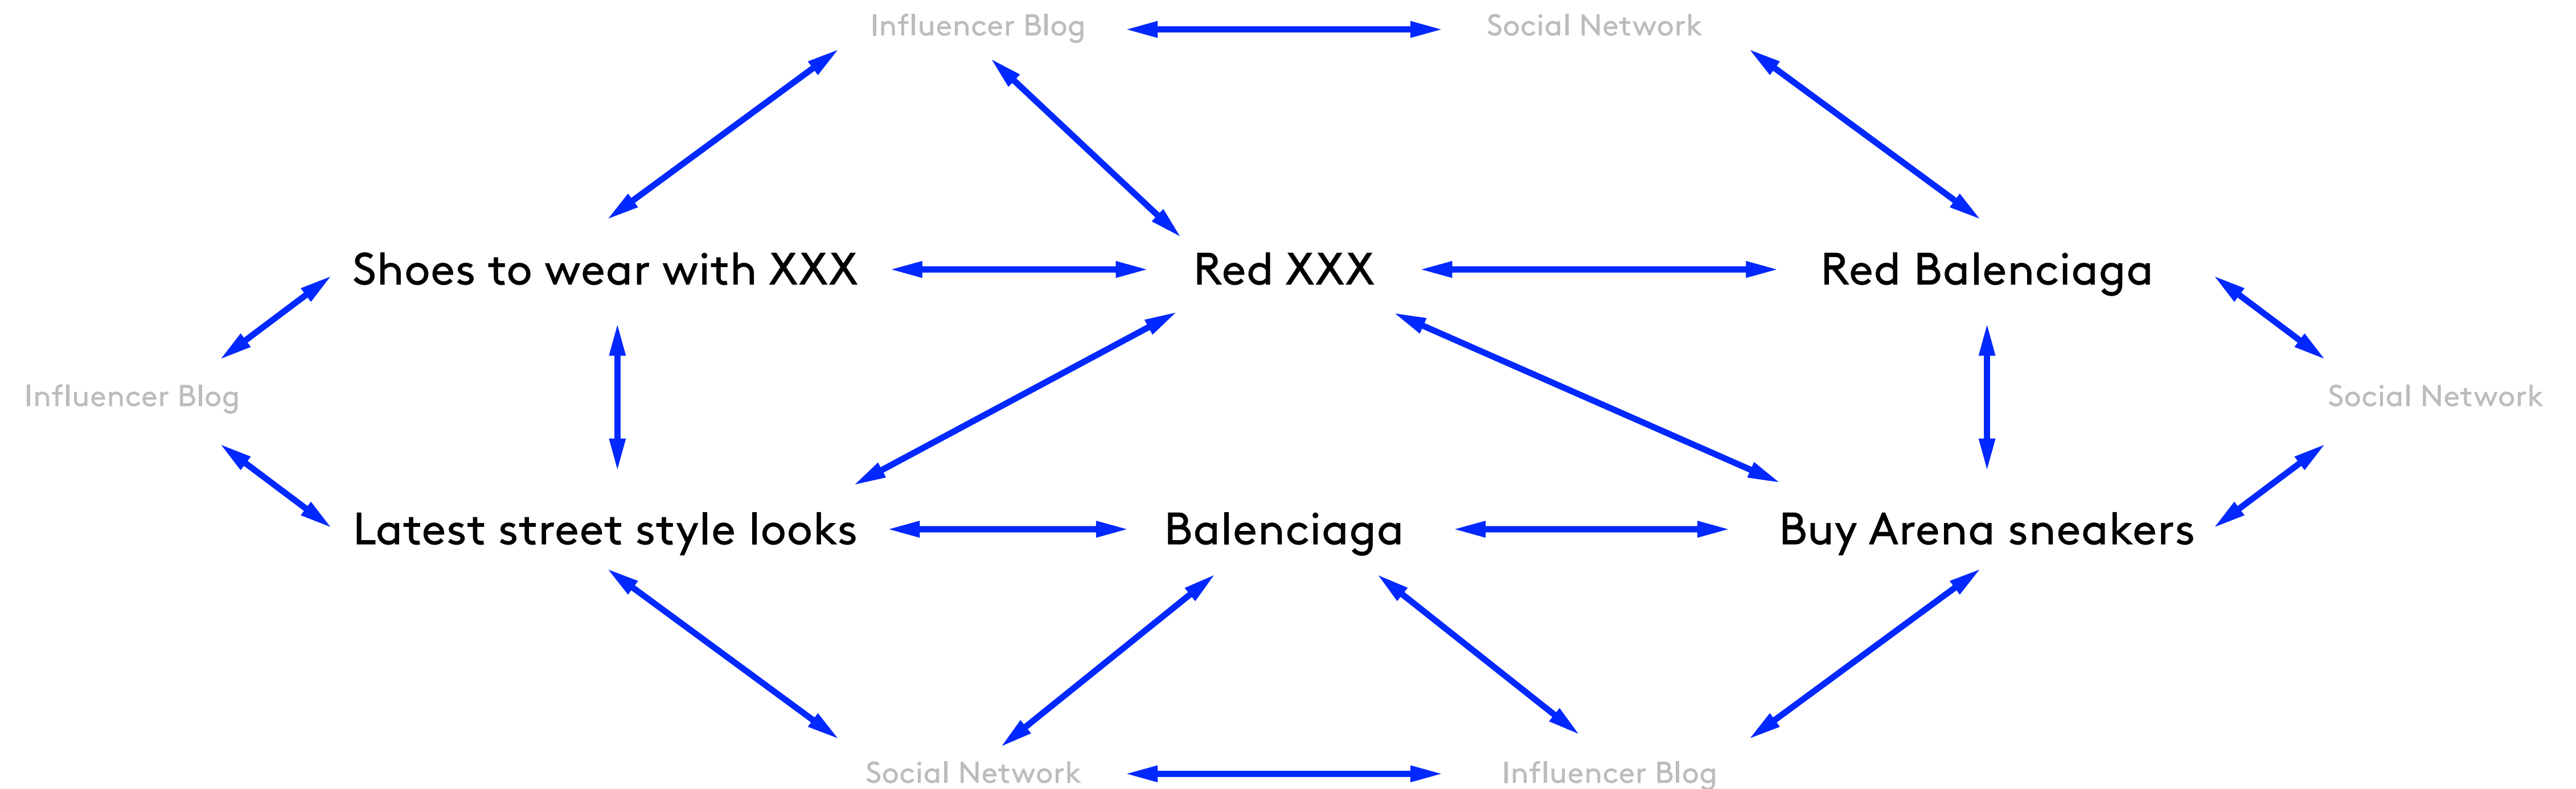 Influencer Blog
Social Network
Shoes to wear with XXX
Red XXX
Red Balenciaga
Influencer Blog
Social Network
Latest street style looks
Balenciaga
Buy Arena sneakers
Social Network
Influencer Blog